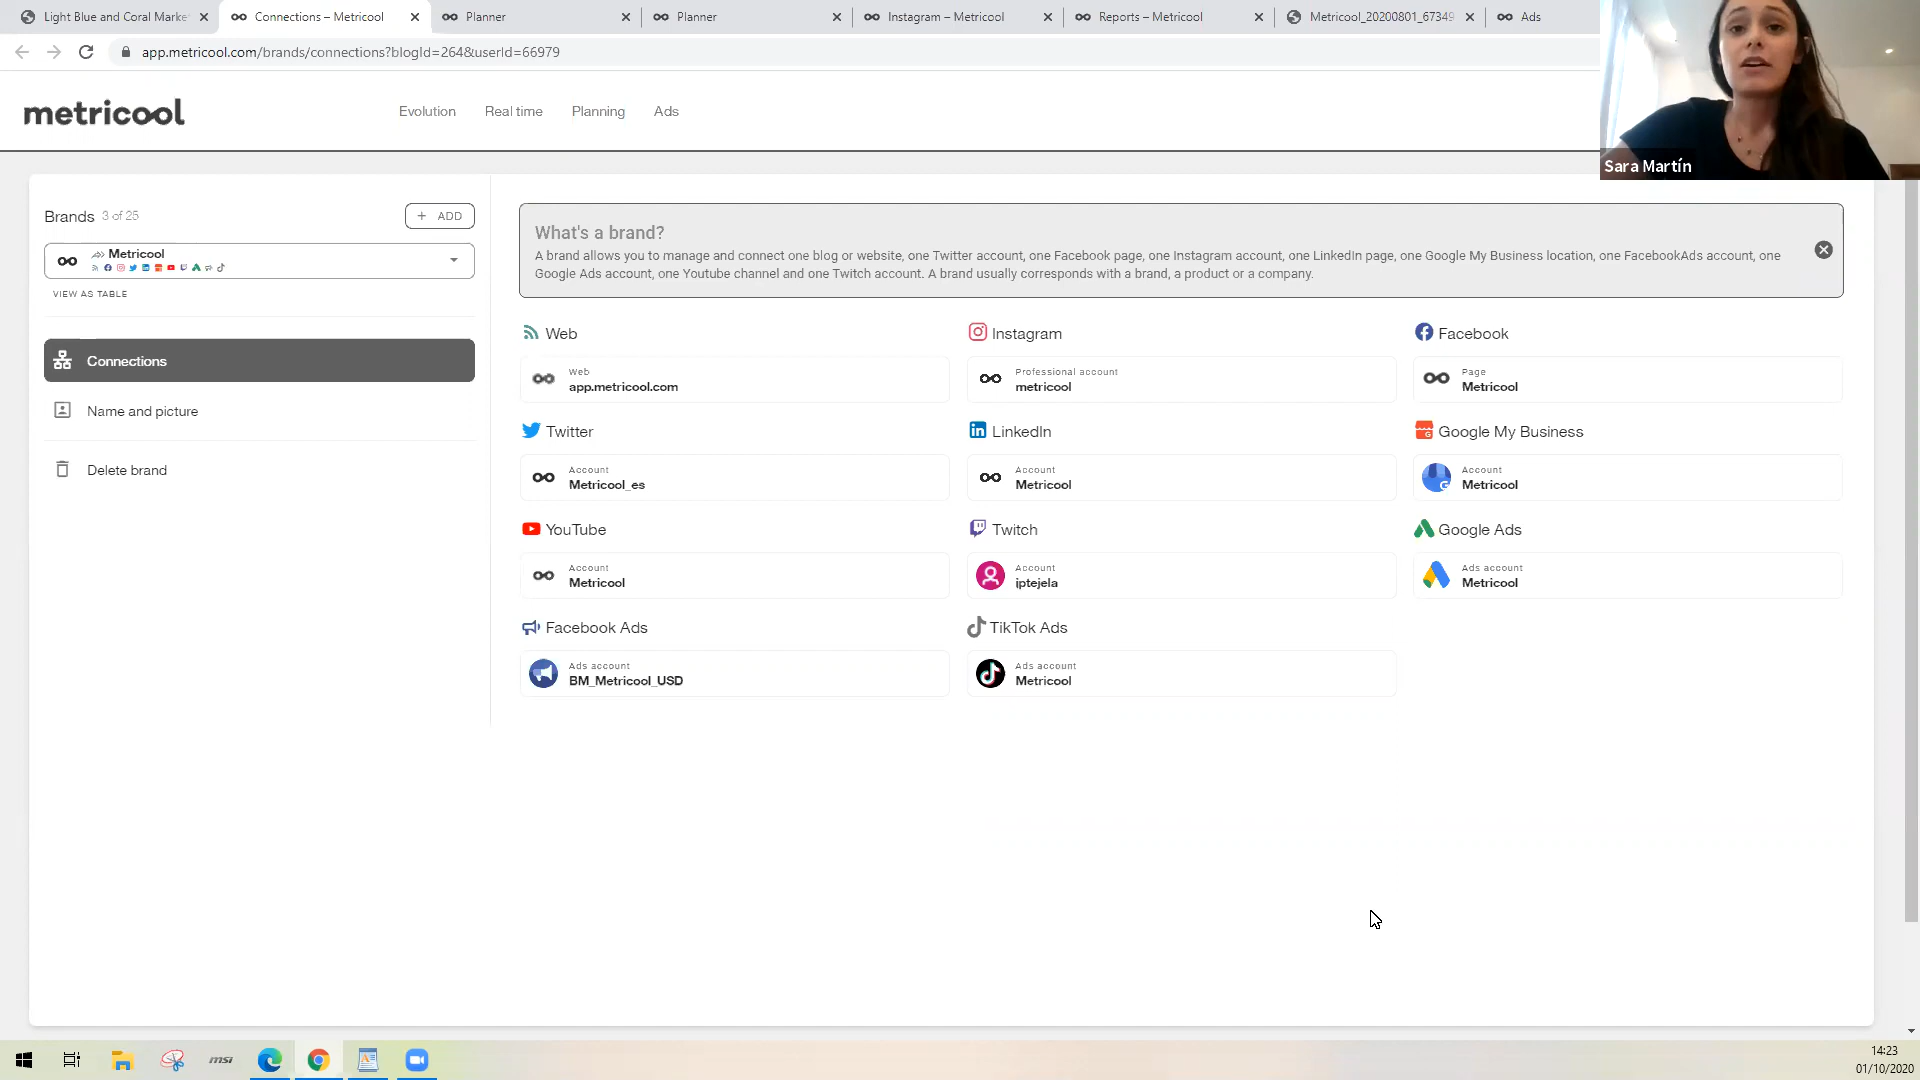 Light Blue and Coral Marke
Connections – Metricool
Planner
Planner
Instagram – Metricool
Reports – Metricool
Metricool_20200801_67349
Ads
app.metricool.com/brands/connections?blogId=264&userId=66979
metricool
Evolution
Real time
Planning
Ads
Sara Martín
Brands 3 of 25
+ ADD
Metricool
VIEW AS TABLE
Connections
Name and picture
Delete brand
What's a brand?
A brand allows you to manage and connect one blog or website, one Twitter account, one Facebook page, one Instagram account, one LinkedIn page, one Google My Business location, one FacebookAds account, one
Google Ads account, one Youtube channel and one Twitch account. A brand usually corresponds with a brand, a product or a company.
Web
Web
app.metricool.com
Instagram
Professional account
metricool
Facebook
Page
Metricool
Twitter
Account
Metricool_es
LinkedIn
Account
Metricool
Google My Business
Account
Metricool
YouTube
Account
Metricool
Twitch
Account
iptejela
Google Ads
Ads account
Metricool
Facebook Ads
Ads account
BM_Metricool_USD
TikTok Ads
Ads account
Metricool
msi
14:23
01/10/2020